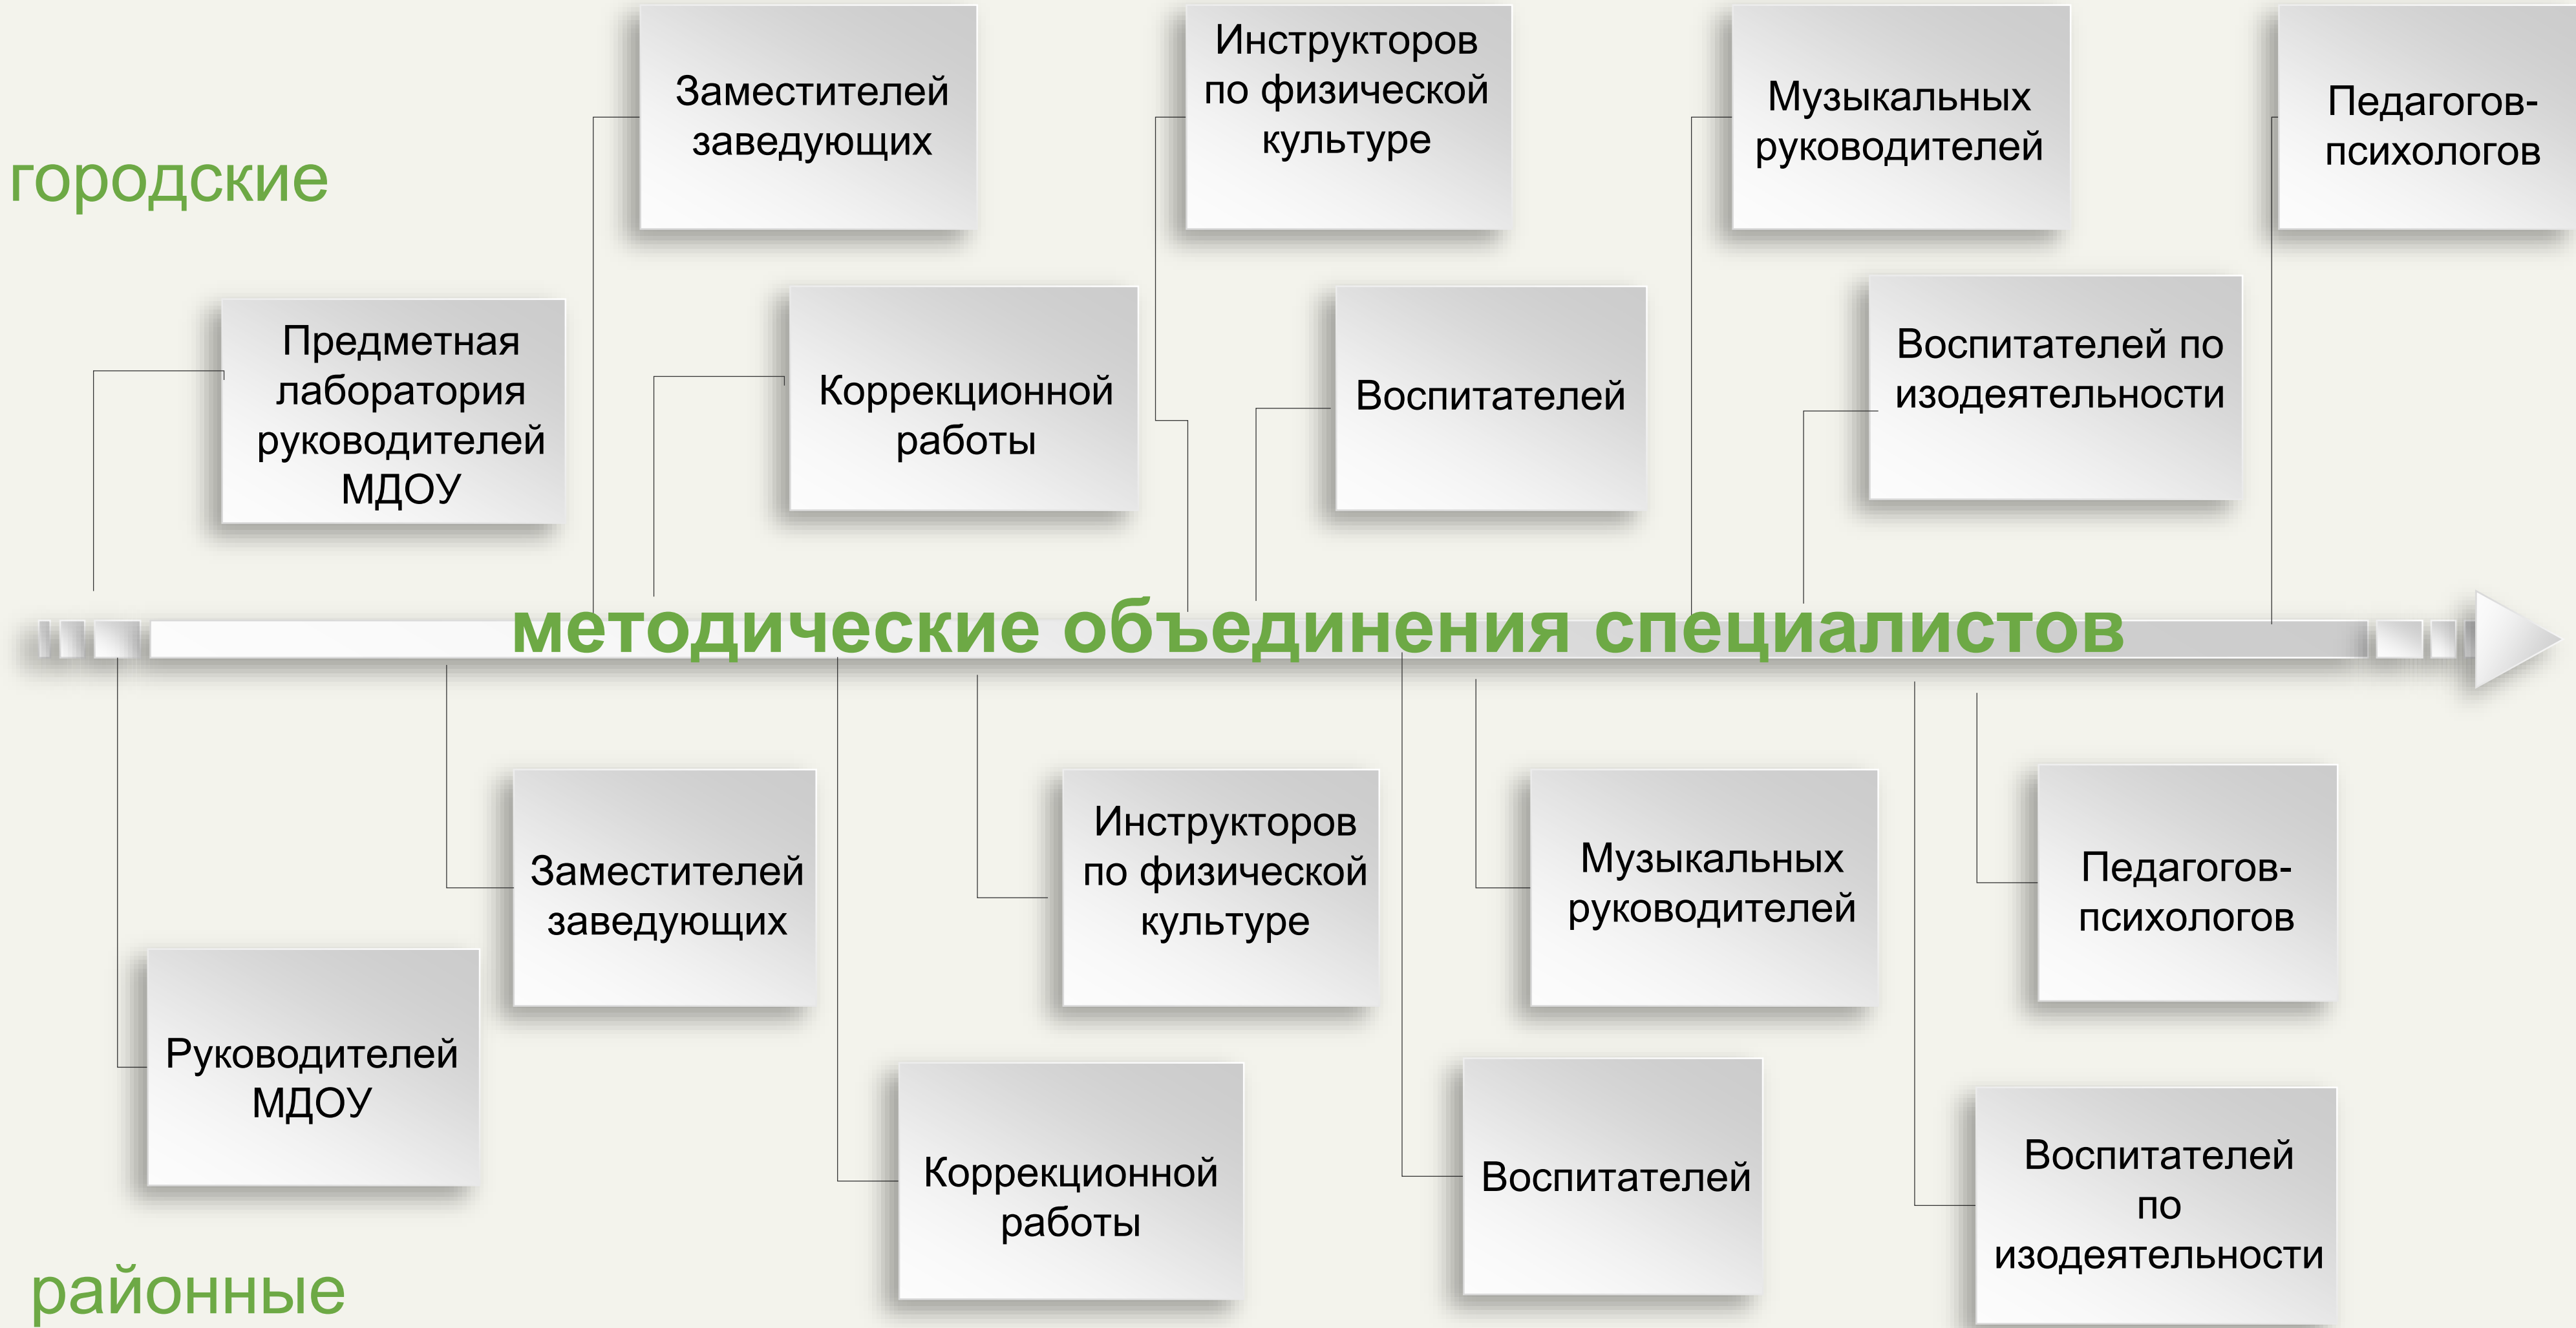 городские
Заместителей
заведующих
Инструкторов
по физической
культуре
Музыкальных
руководителей
Педагогов-
психологов
Предметная
лаборатория
руководителей
МДОУ
Коррекционной
работы
Воспитателей
Воспитателей по
изодеятельности
методические объединения специалистов
Заместителей
заведующих
Инструкторов
по физической
культуре
Музыкальных
руководителей
Педагогов-
психологов
Руководителей
МДОУ
Коррекционной
работы
Воспитателей
Воспитателей
по
изодеятельности
районные